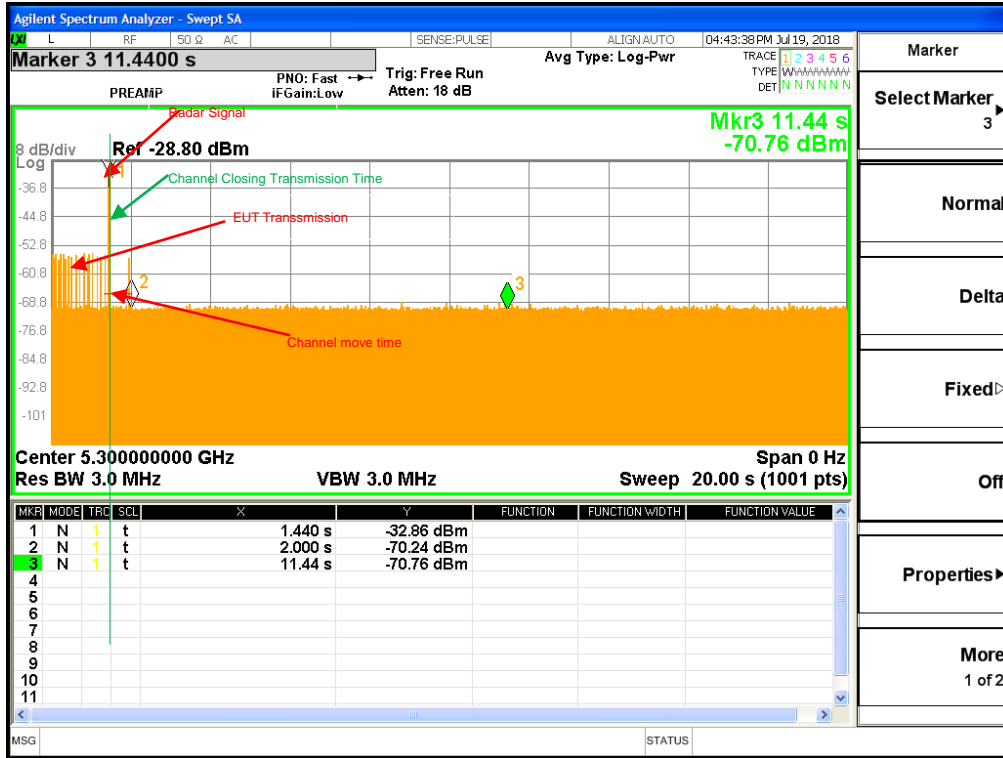 Agilent Spectrum Analyzer - Swept SA
LXI L RF 50 Ω AC SENSE:PULSE ALIGNAUTO 04:43:38 PM Jul 19, 2018
Marker 3 11.4400 s
Avg Type: Log-Pwr
TRACE 1 2 3 4 5 6
PNO: Fast
Trig: Free Run
TYPE WWWWWW
PREAMP
IFGain:Low
Atten: 18 dB
DET N N N N N N
Radar Signal
Mkr3 11.44 s
-70.76 dBm
8 dB/div
Ref -28.80 dBm
Log
1
Channel Closing Transmission Time
-36.8
-44.8
EUT Transsmission
-52.8
-60.8
2
3
-68.8
-76.8
Channel move time
-84.8
-92.8
-101
Center 5.300000000 GHz
Span 0 Hz
Res BW 3.0 MHz
VBW 3.0 MHz
Sweep 20.00 s (1001 pts)
MKR MODE TRC SCL X Y FUNCTION FUNCTION WIDTH FUNCTION VALUE
1 N 1 t 1.440 s -32.86 dBm
2 N 1 t 2.000 s -70.24 dBm
3 N 1 t 11.44 s -70.76 dBm
4
5
6
7
8
9
10
11
MSG
STATUS
Marker
Select Marker
3
Normal
Delta
Fixed
Off
Properties
More
1 of 2